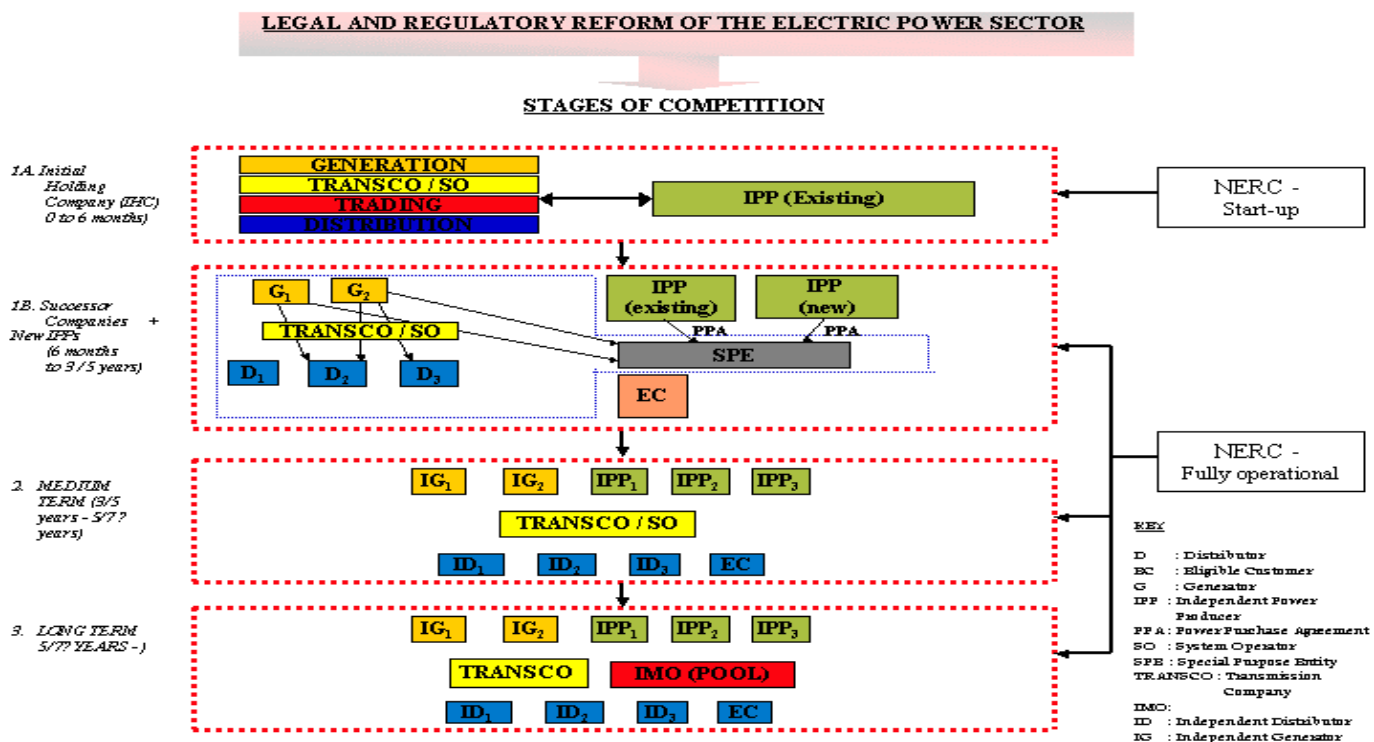 LEGAL AND REGULATORY REFORM OF THE ELECTRIC POWER SECTOR
STAGES OF COMPETITION
1A. Initial
Holding
Company (IHC)
0 to 6 months)
GENERATION
TRANSCO / SO
TRADING
DISTRIBUTION
IPP (Existing)
NERC -
Start-up
1B. Successor
Companies +
New IPPs
(6 months
to 3 / 5 years)
G1
G2
IPP
(existing)
IPP
(new)
TRANSCO / SO
PPA
PPA
SPE
D1
D2
D3
EC
NERC -
Fully operational
2. MEDIUM
TERM (3/5
years - 5/7?
years)
IG1
IG2
IPP1
IPP2
IPP3
TRANSCO / SO
ID1
ID2
ID3
EC
3. LONG TERM
5/7? YEARS - )
IG1
IG2
IPP1
IPP2
IPP3
TRANSCO
IMO (POOL)
ID1
ID2
ID3
EC
KEY
D : Distributor
EC : Eligible Customer
G : Generator
IPP : Independent Power
Producer
PPA : Power Purchase Agreement
SO : System Operator
SPE : Special Purpose Entity
TRANSCO : Transmission
Company
IMO:
ID : Independent Distributor
IG : Independent Generator